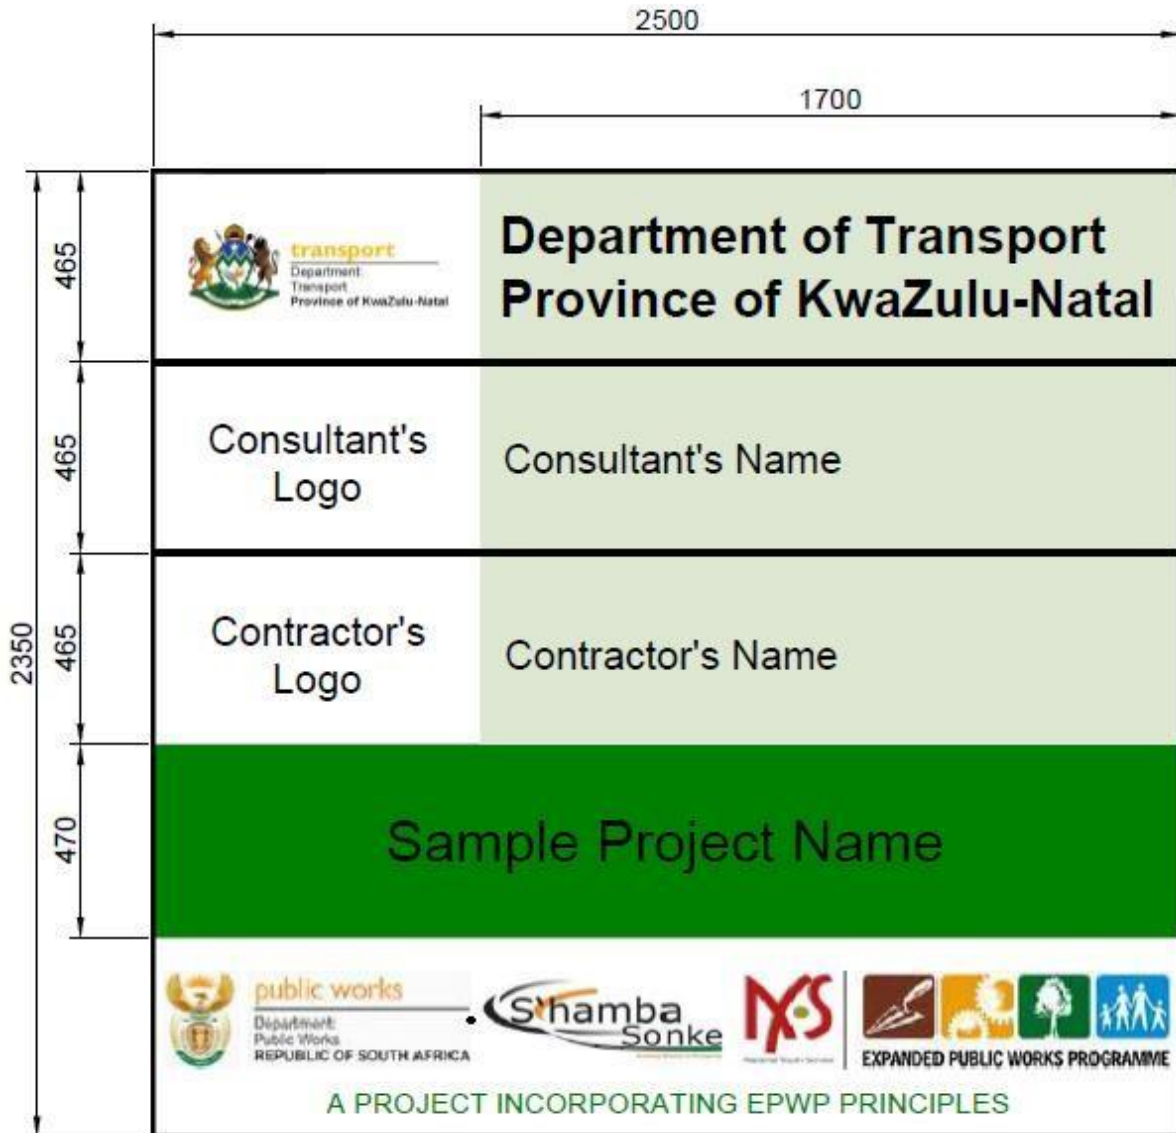 2500
1700
465
transport
Department:
Transport
Province of KwaZulu-Natal
Department of Transport
Province of KwaZulu-Natal
465
Consultant's
Logo
Consultant's Name
2350
465
Contractor's
Logo
Contractor's Name
470
Sample Project Name
public works
Department:
Public Works
REPUBLIC OF SOUTH AFRICA
S'hamba
Sonke
NYS
EXPANDED PUBLIC WORKS PROGRAMME
A PROJECT INCORPORATING EPWP PRINCIPLES